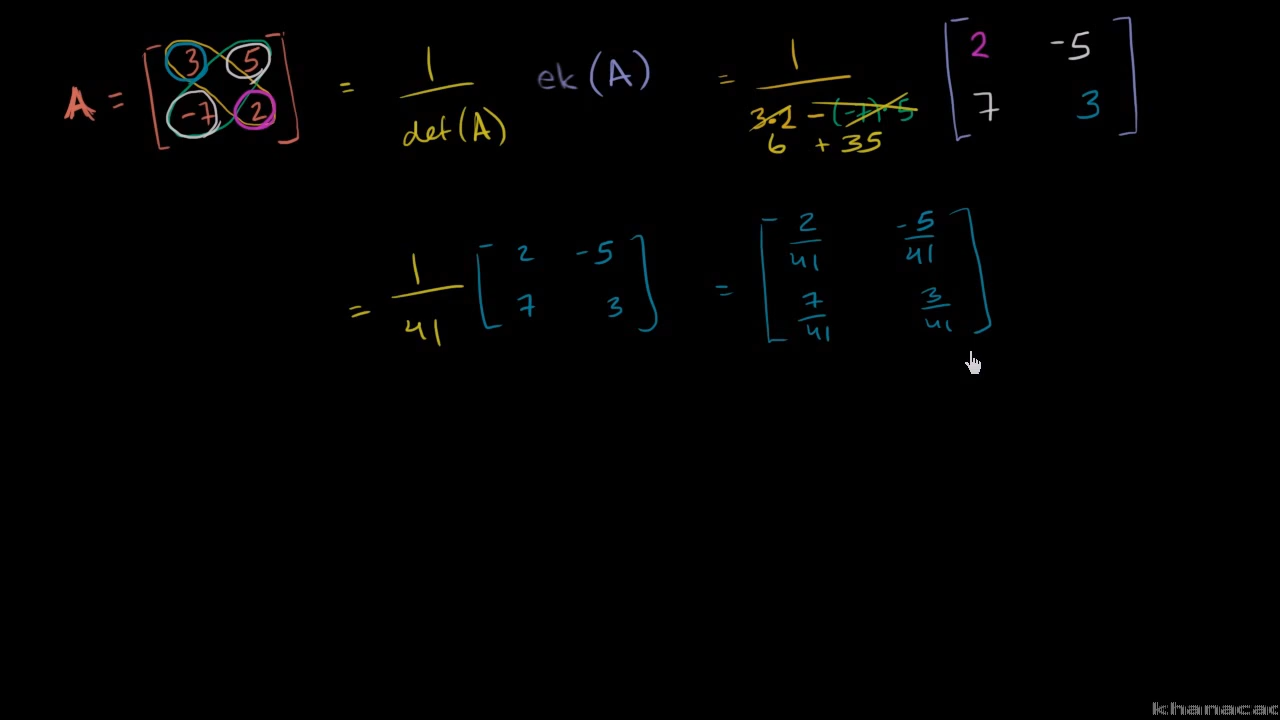 A = [3 5 = 1/det(A) ek(A) = 1/(3·2 - (-7)·5) [2 -5
-7 2] 6 + 35 7 3]
= 1/41 [2 -5 = [2/41 -5/41
7 3] 7/41 3/41]
khanacac